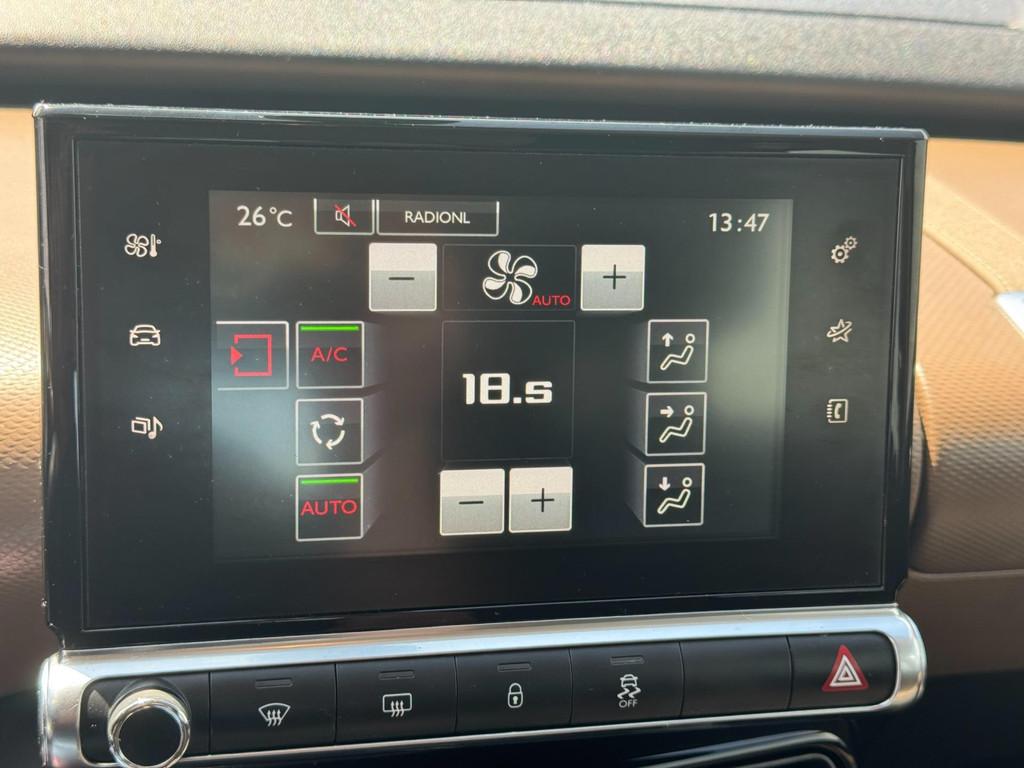 26°C RADIONL 13:47
− AUTO +
A/C
18.5
AUTO − +
OFF